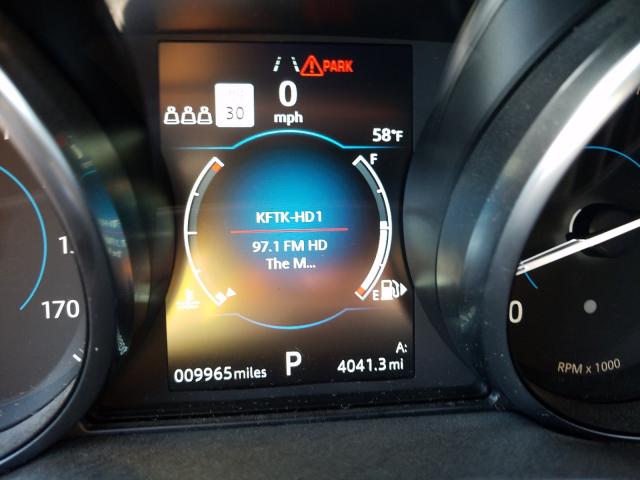 PARK
0
mph
30
58°F
F
KFTK-HD1
97.1 FM HD
The M...
E
009965 miles
P
A:
4041.3 mi
1.
170
0
RPM x 1000